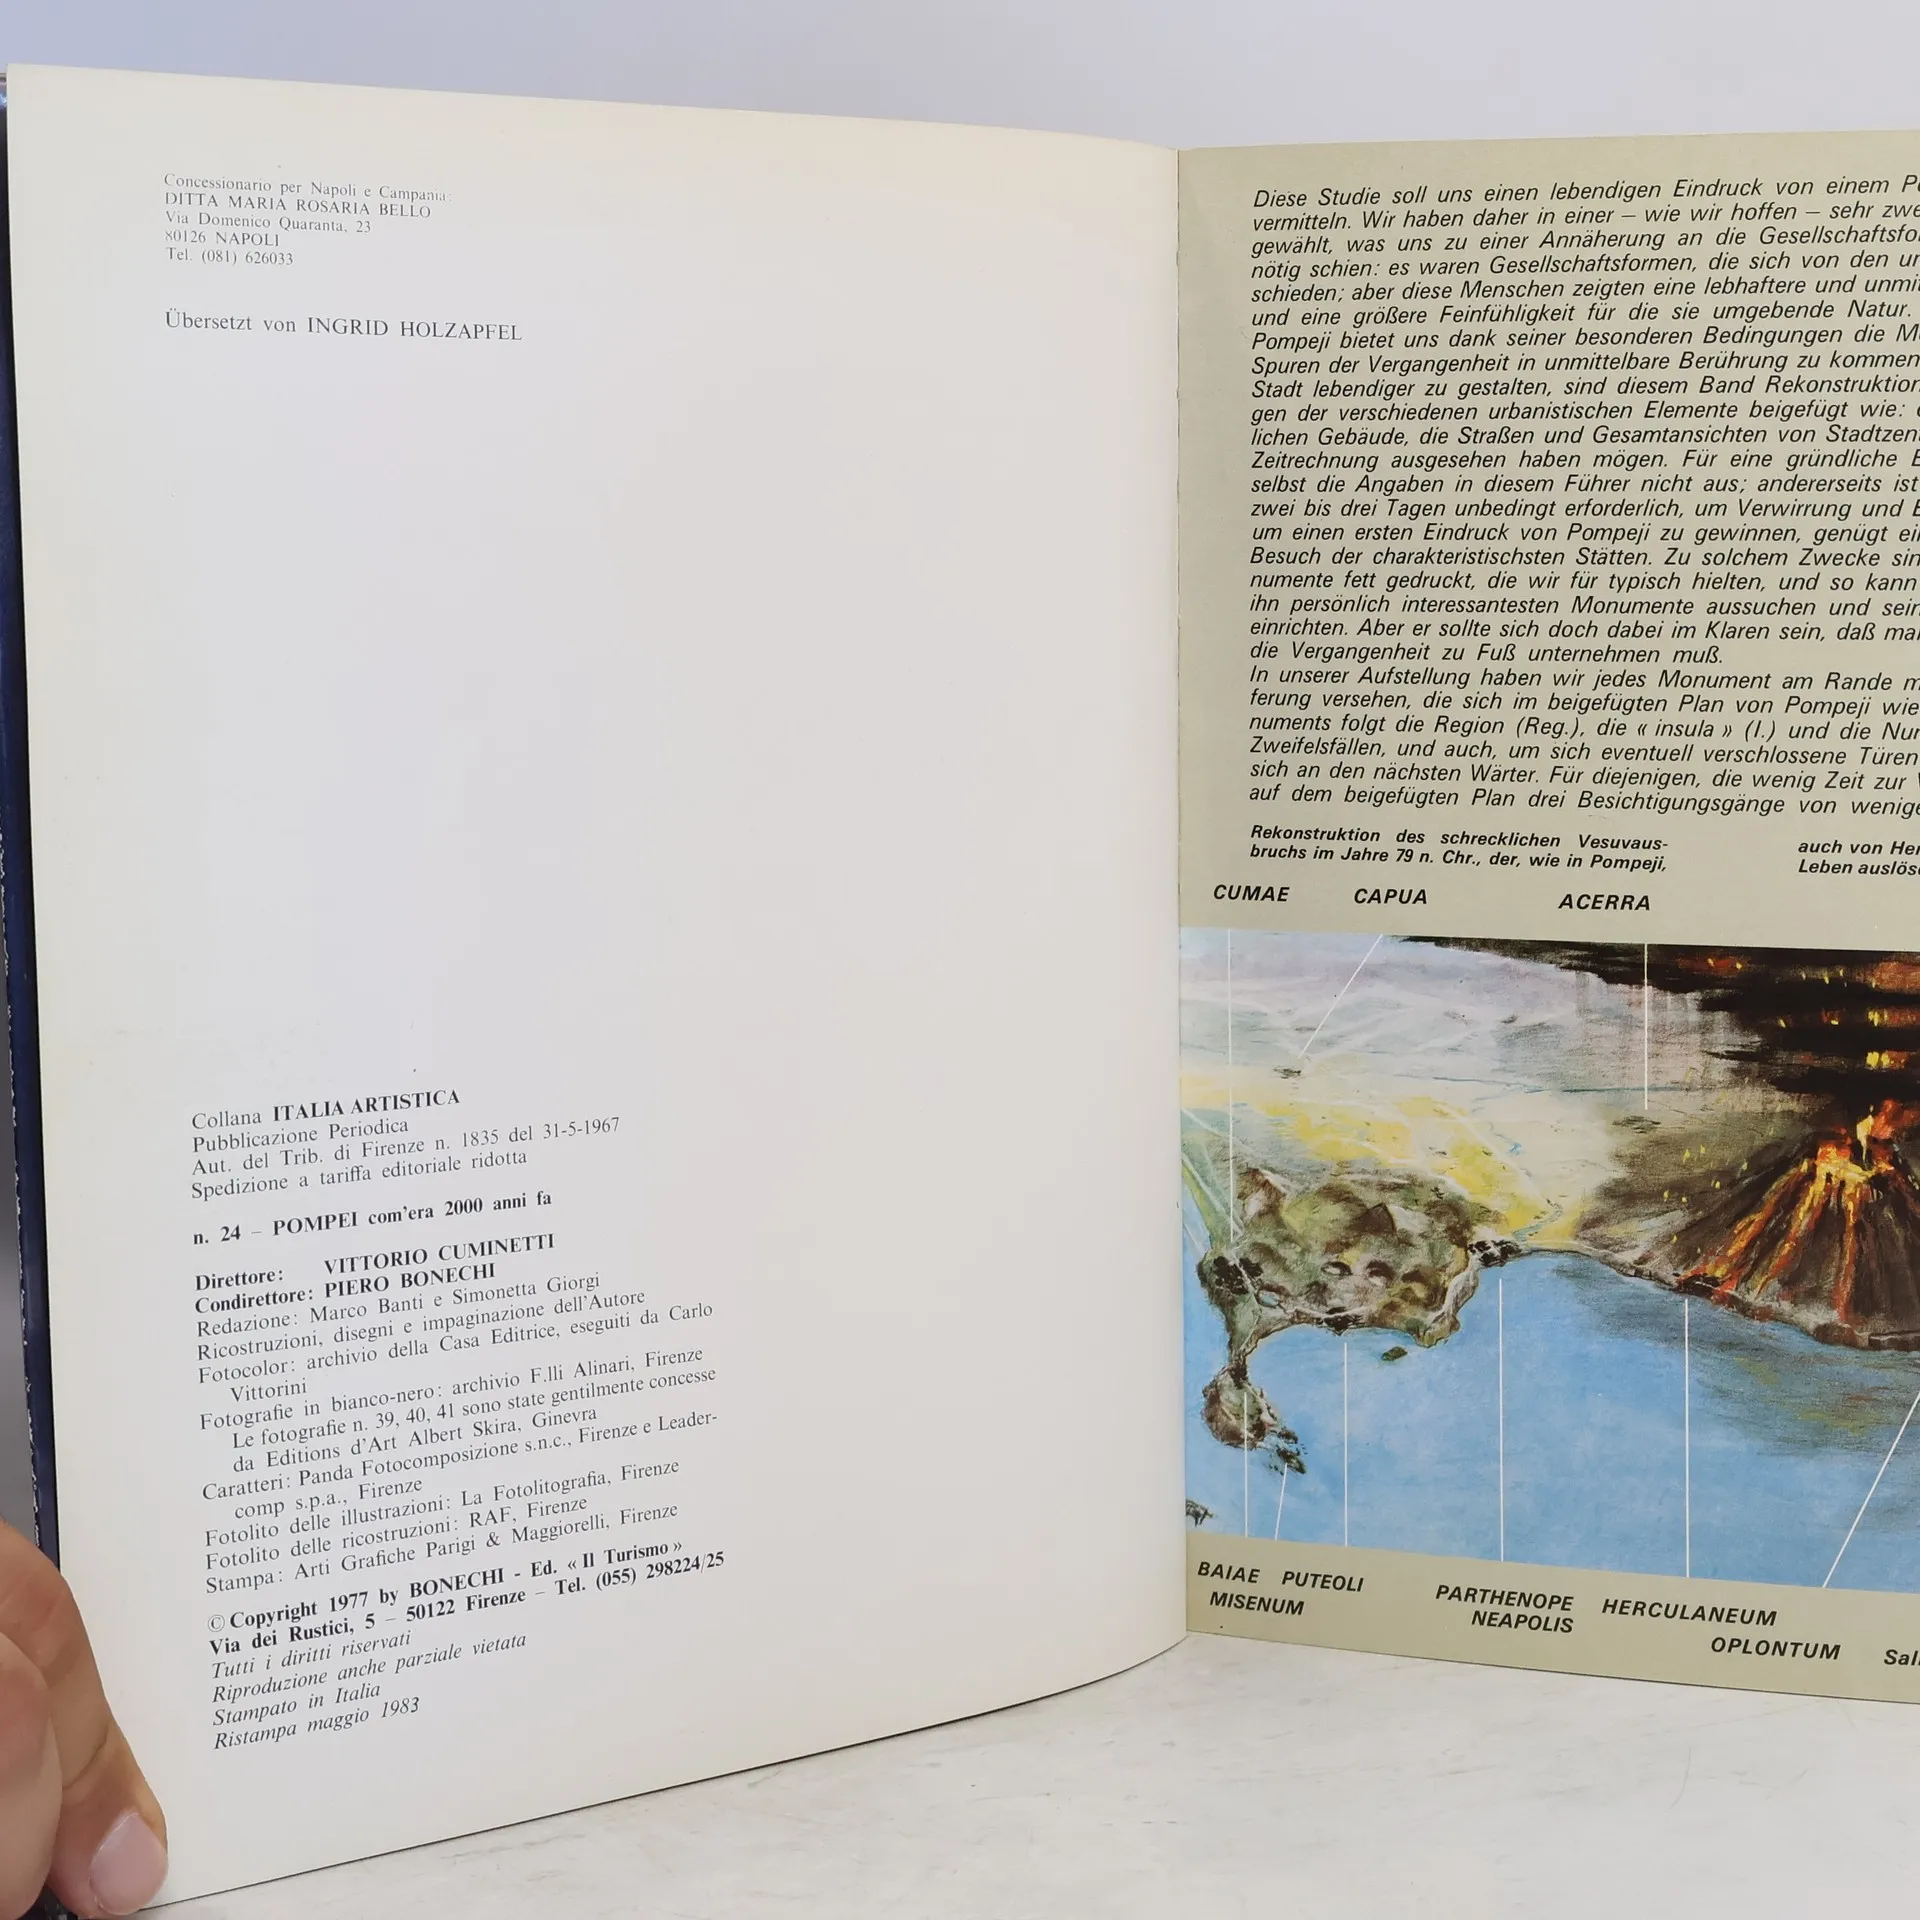 Concessionario per Napoli e Campania:
DITTA MARIA ROSARIA BELLO
Via Domenico Quaranta, 23
80126 NAPOLI
Tel. (081) 626033
Übersetzt von INGRID HOLZAPFEL
Collana ITALIA ARTISTICA
Pubblicazione Periodica
Aut. del Trib. di Firenze n. 1835 del 31-5-1967
Spedizione a tariffa editoriale ridotta
n. 24 – POMPEI com'era 2000 anni fa
Direttore: VITTORIO CUMINETTI
Condirettore: PIERO BONECHI
Redazione: Marco Banti e Simonetta Giorgi
Ricostruzioni, disegni e impaginazione dell'Autore
Fotocolor: archivio della Casa Editrice, eseguiti da Carlo
Vittorini
Fotografie in bianco-nero: archivio F.lli Alinari, Firenze
Le fotografie n. 39, 40, 41 sono state gentilmente concesse
da Editions d'Art Albert Skira, Ginevra
Caratteri: Panda Fotocomposizione s.n.c., Firenze e Leader-
comp s.p.a., Firenze
Fotolito delle illustrazioni: La Fotolitografia, Firenze
Fotolito delle ricostruzioni: RAF, Firenze
Stampa: Arti Grafiche Parigi & Maggiorelli, Firenze
© Copyright 1977 by BONECHI - Ed. « Il Turismo »
Via dei Rustici, 5 – 50122 Firenze – Tel. (055) 298224/25
Tutti i diritti riservati
Riproduzione anche parziale vietata
Stampato in Italia
Ristampa maggio 1983
Diese Studie soll uns einen lebendigen Eindruck von einem
vermitteln. Wir haben daher in einer – wie wir hoffen – sehr
gewählt, was uns zu einer Annäherung an die
nötig schien: es waren Gesellschaftsformen, die sich von den
schieden; aber diese Menschen zeigten eine lebhaftere und
und eine größere Feinfühligkeit für die sie umgebende Natur.
Pompeji bietet uns dank seiner besonderen Bedingungen die
Spuren der Vergangenheit in unmittelbare Berührung zu kommen
Stadt lebendiger zu gestalten, sind diesem Band
gen der verschiedenen urbanistischen Elemente beigefügt wie:
lichen Gebäude, die Straßen und Gesamtansichten von
Zeitrechnung ausgesehen haben mögen. Für eine gründliche
selbst die Angaben in diesem Führer nicht aus; andererseits ist
zwei bis drei Tagen unbedingt erforderlich, um Verwirrung und
um einen ersten Eindruck von Pompeji zu gewinnen, genügt
Besuch der charakteristischsten Stätten. Zu solchem Zwecke
numente fett gedruckt, die wir für typisch hielten, und so kann
ihn persönlich interessantesten Monumente aussuchen und
einrichten. Aber er sollte sich doch dabei im Klaren sein, daß
die Vergangenheit zu Fuß unternehmen muß.
In unserer Aufstellung haben wir jedes Monument am Rande
ferung versehen, die sich im beigefügten Plan von Pompeji
numents folgt die Region (Reg.), die « insula » (I.) und die
Zweifelsfällen, und auch, um sich eventuell verschlossene Türen
sich an den nächsten Wärter. Für diejenigen, die wenig Zeit zur
auf dem beigefügten Plan drei Besichtigungsgänge von
Rekonstruktion des schrecklichen Vesuvaus-
bruchs im Jahre 79 n. Chr., der, wie in Pompeji,
auch von
Leben
CUMAE CAPUA ACERRA
BAIAE PUTEOLI PARTHENOPE HERCULANEUM
MISENUM NEAPOLIS
OPLONTUM